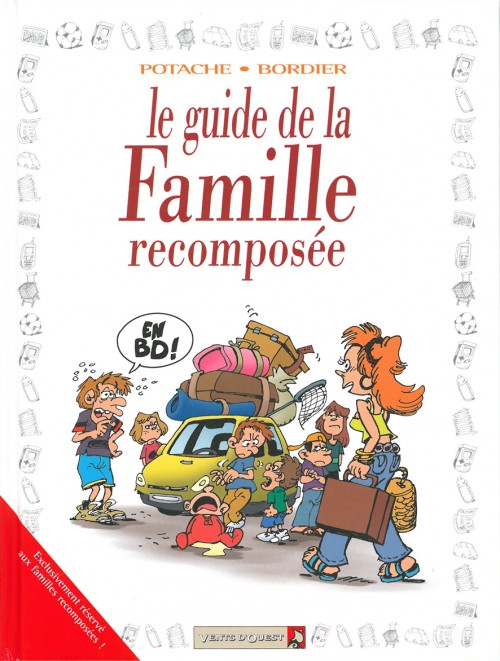 POTACHE • BORDIER
le guide de la
Famille
recomposée
EN
BD!
Exclusivement réservé
aux familles recomposées !
VENTS D'OUEST